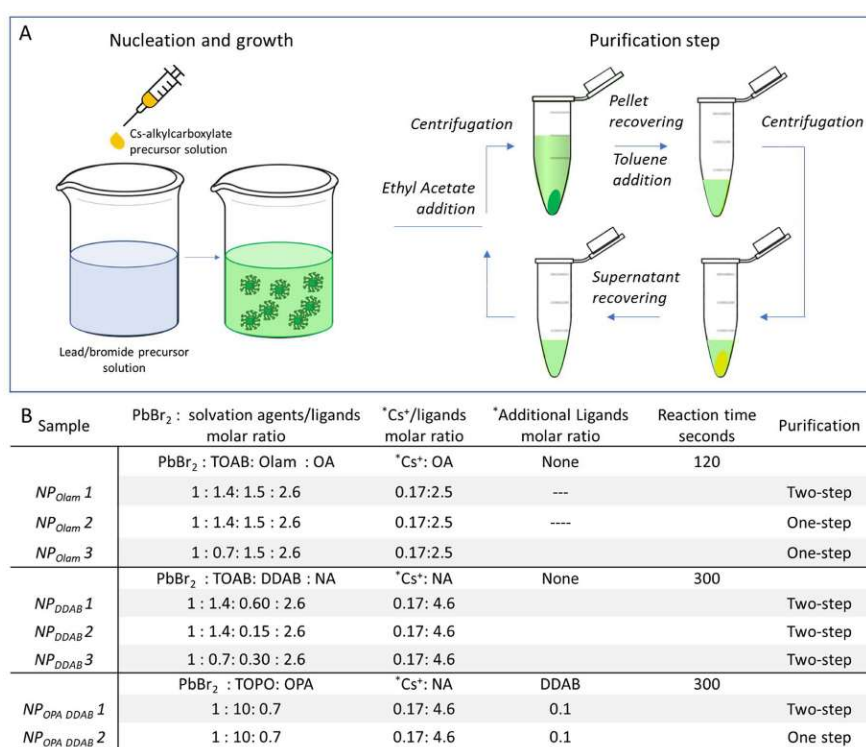 A
Nucleation and growth
Purification step
Cs-alkylcarboxylate
precursor solution
Lead/bromide precursor
solution
Centrifugation
Pellet
recovering
Toluene
addition
Centrifugation
Ethyl Acetate
addition
Supernatant
recovering
B Sample PbBr2 : solvation agents/ligands molar ratio *Cs+/ligands molar ratio *Additional Ligands molar ratio Reaction time seconds Purification
PbBr2 : TOAB: Olam : OA *Cs+: OA None 120
NPOlam 1 1 : 1.4: 1.5 : 2.6 0.17:2.5 --- Two-step
NPOlam 2 1 : 1.4: 1.5 : 2.6 0.17:2.5 ---- One-step
NPOlam 3 1 : 0.7: 1.5 : 2.6 0.17:2.5 One-step
PbBr2 : TOAB: DDAB : NA *Cs+: NA None 300
NPDDAB 1 1 : 1.4: 0.60 : 2.6 0.17: 4.6 Two-step
NPDDAB 2 1 : 1.4: 0.15 : 2.6 0.17: 4.6 Two-step
NPDDAB 3 1 : 0.7: 0.30 : 2.6 0.17: 4.6 Two-step
PbBr2 : TOPO: OPA *Cs+: NA DDAB 300
NPOPA DDAB 1 1 : 10: 0.7 0.17: 4.6 0.1 Two-step
NPOPA DDAB 2 1 : 10: 0.7 0.17: 4.6 0.1 One step